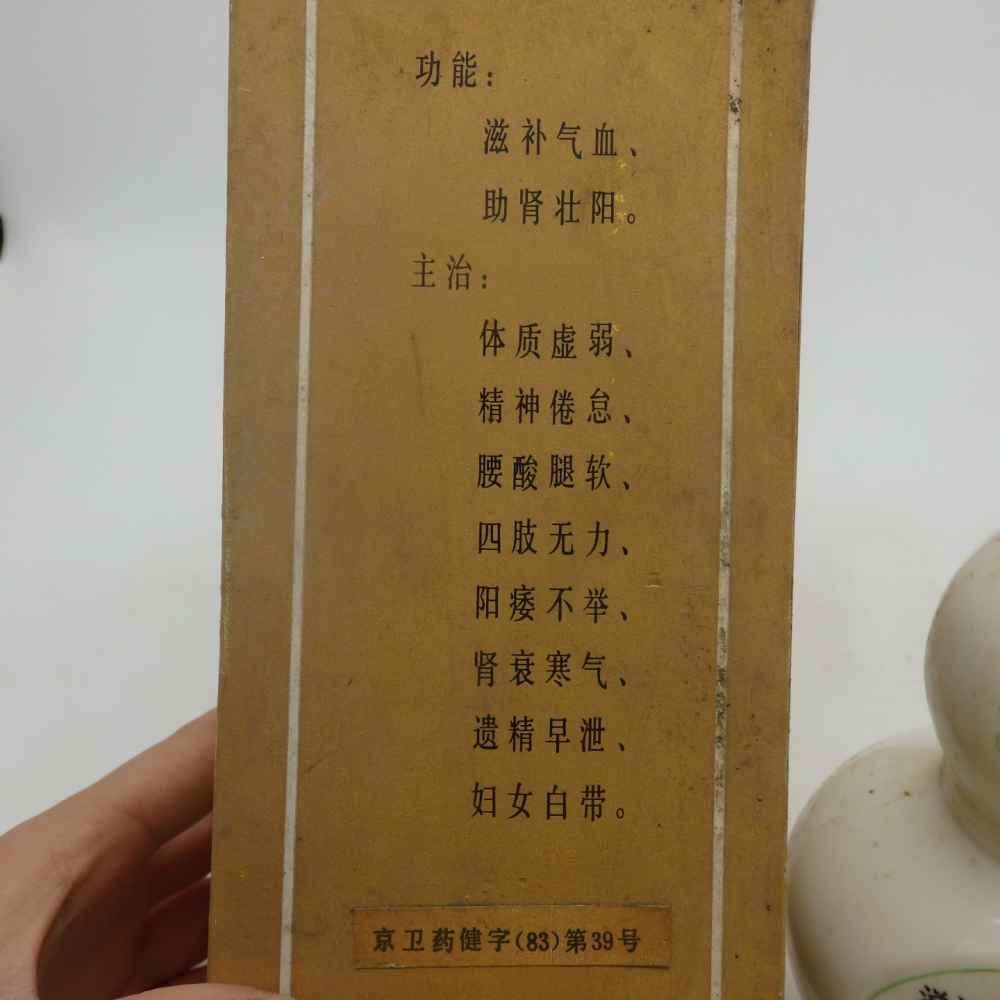 功能：
滋补气血、
助肾壮阳。
主治：
体质虚弱、
精神倦怠、
腰酸腿软、
四肢无力、
阳痿不举、
肾衰寒气、
遗精早泄、
妇女白带。
京卫药健字(83)第39号